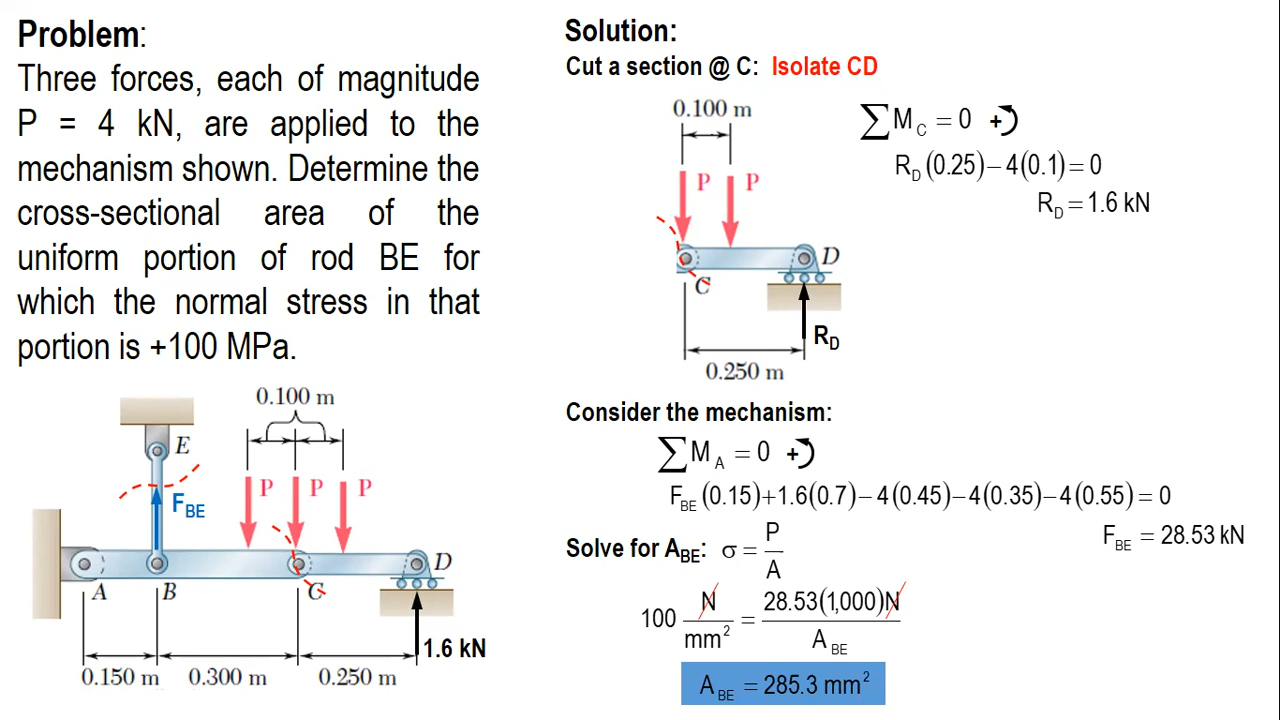 Problem:
Three forces, each of magnitude
P = 4 kN, are applied to the
mechanism shown. Determine the
cross-sectional area of the
uniform portion of rod BE for
which the normal stress in that
portion is +100 MPa.
0.100 m
E
P P P
F_BE
A B C D
1.6 kN
0.150 m 0.300 m 0.250 m
Solution:
Cut a section @ C: Isolate CD
0.100 m
P P
C D
R_D
0.250 m
∑M_C = 0 +
R_D(0.25) − 4(0.1) = 0
R_D = 1.6 kN
Consider the mechanism:
∑M_A = 0 +
F_BE(0.15)+1.6(0.7) − 4(0.45) − 4(0.35) − 4(0.55) = 0
F_BE = 28.53 kN
Solve for A_BE: σ = P/A
100 N/mm² = 28.53(1,000)N/A_BE
A_BE = 285.3 mm²